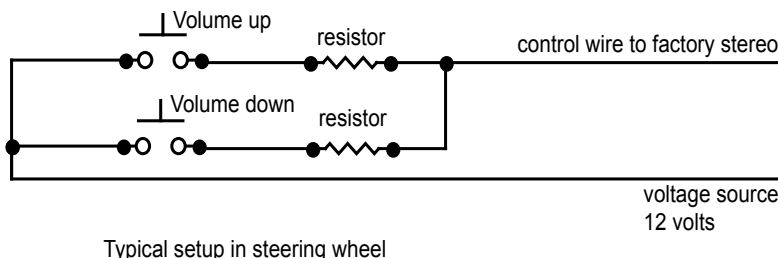 Volume up
resistor
control wire to factory stereo
Volume down
resistor
voltage source
12 volts
Typical setup in steering wheel